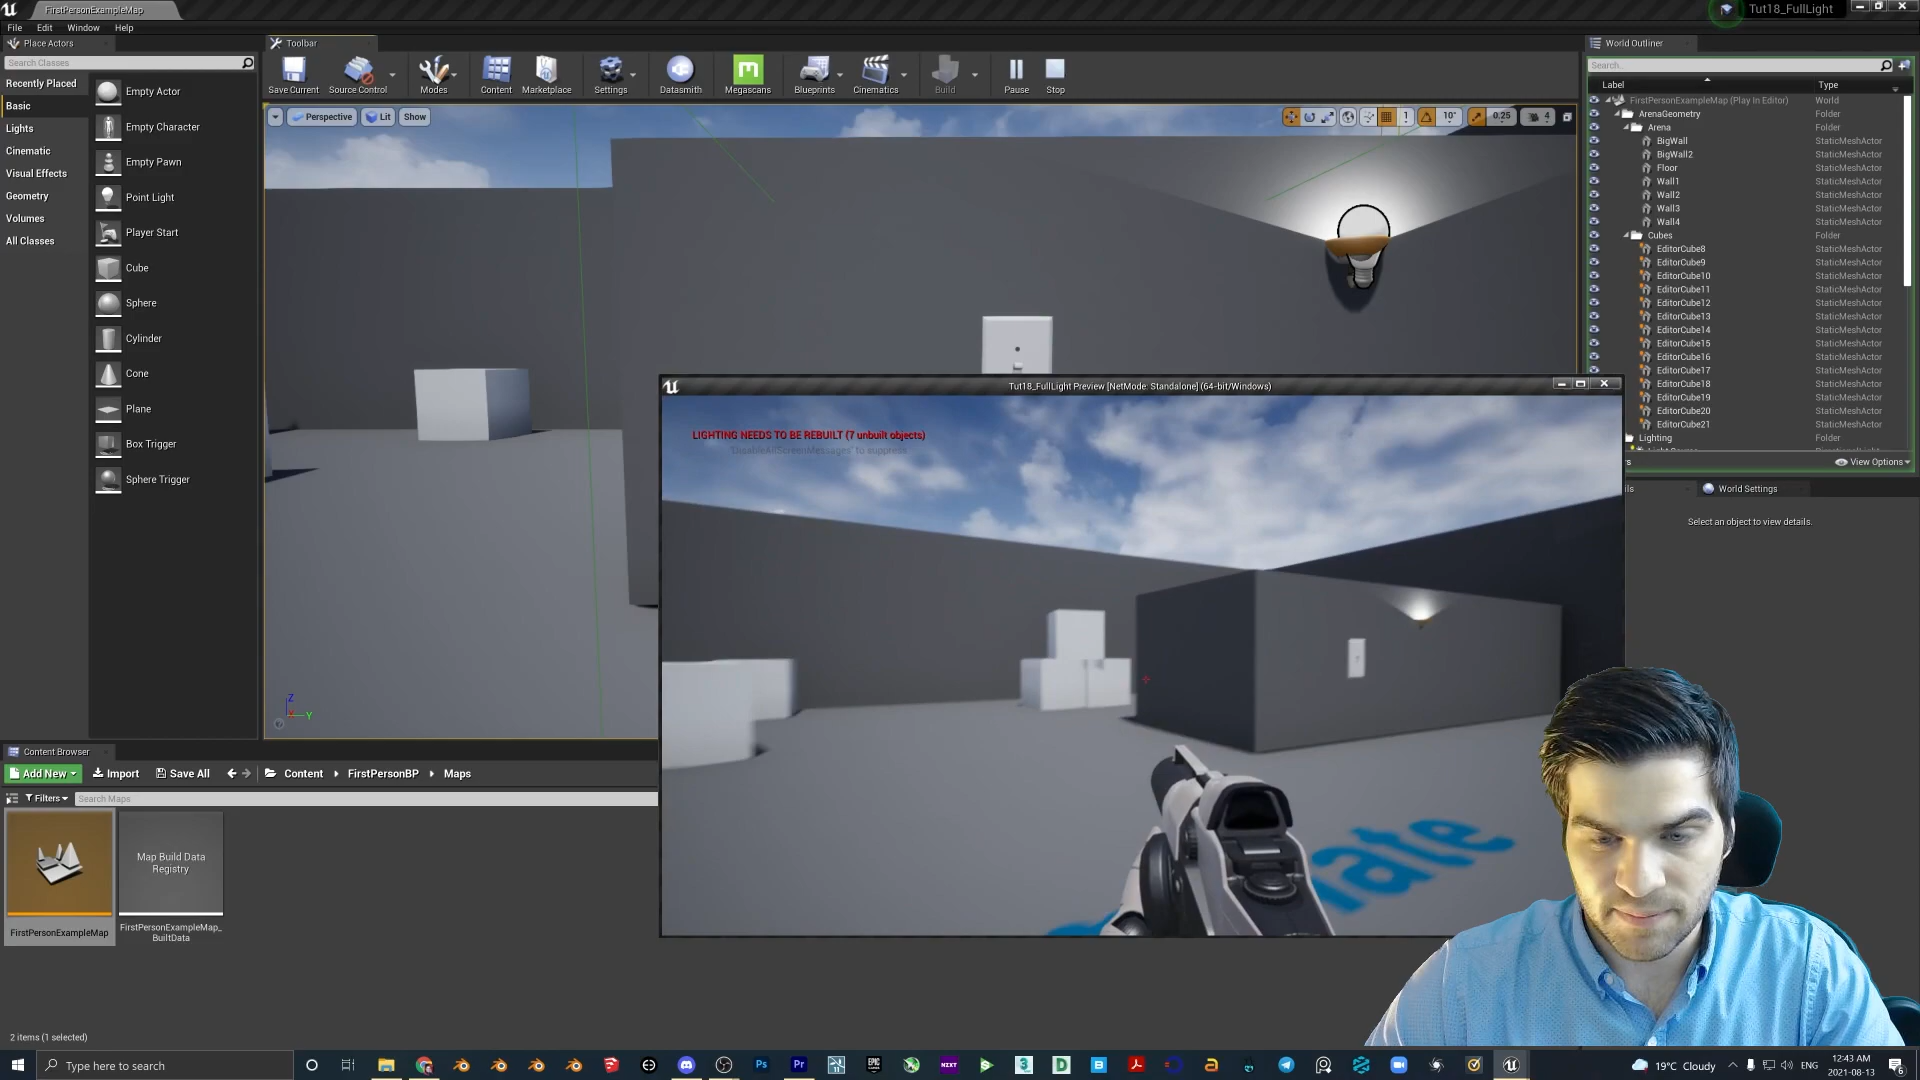 FirstPersonExampleMap
Tut18_FullLight
File
Edit
Window
Help
Place Actors
Toolbar
World Outliner
Search Classes
Recently Placed
Basic
Lights
Cinematic
Visual Effects
Geometry
Volumes
All Classes
Empty Actor
Empty Character
Empty Pawn
Point Light
Player Start
Cube
Sphere
Cylinder
Cone
Plane
Box Trigger
Sphere Trigger
Save Current
Source Control
Modes
Content
Marketplace
Settings
Datasmith
Megascans
Blueprints
Cinematics
Build
Pause
Stop
Perspective
Lit
Show
1
10°
0.25
4
Search...
Label
Type
FirstPersonExampleMap (Play In Editor)
World
ArenaGeometry
Folder
Arena
Folder
BigWall
StaticMeshActor
BigWall2
StaticMeshActor
Floor
StaticMeshActor
Wall1
StaticMeshActor
Wall2
StaticMeshActor
Wall3
StaticMeshActor
Wall4
StaticMeshActor
Cubes
Folder
EditorCube8
StaticMeshActor
EditorCube9
StaticMeshActor
EditorCube10
StaticMeshActor
EditorCube11
StaticMeshActor
EditorCube12
StaticMeshActor
EditorCube13
StaticMeshActor
EditorCube14
StaticMeshActor
EditorCube15
StaticMeshActor
EditorCube16
StaticMeshActor
EditorCube17
StaticMeshActor
EditorCube18
StaticMeshActor
EditorCube19
StaticMeshActor
EditorCube20
StaticMeshActor
EditorCube21
StaticMeshActor
Lighting
Folder
View Options
World Settings
Select an object to view details.
Tut18_FullLight Preview [NetMode: Standalone] (64-bit/Windows)
LIGHTING NEEDS TO BE REBUILT (7 unbuilt objects)
'DisableAllScreenMessages' to suppress
Z
Y
Content Browser
Add New
Import
Save All
Content
FirstPersonBP
Maps
Filters
Search Maps
Map Build Data
Registry
FirstPersonExampleMap
FirstPersonExampleMap_
BuiltData
2 items (1 selected)
Type here to search
19°C Cloudy
ENG
12:43 AM
2021-08-13